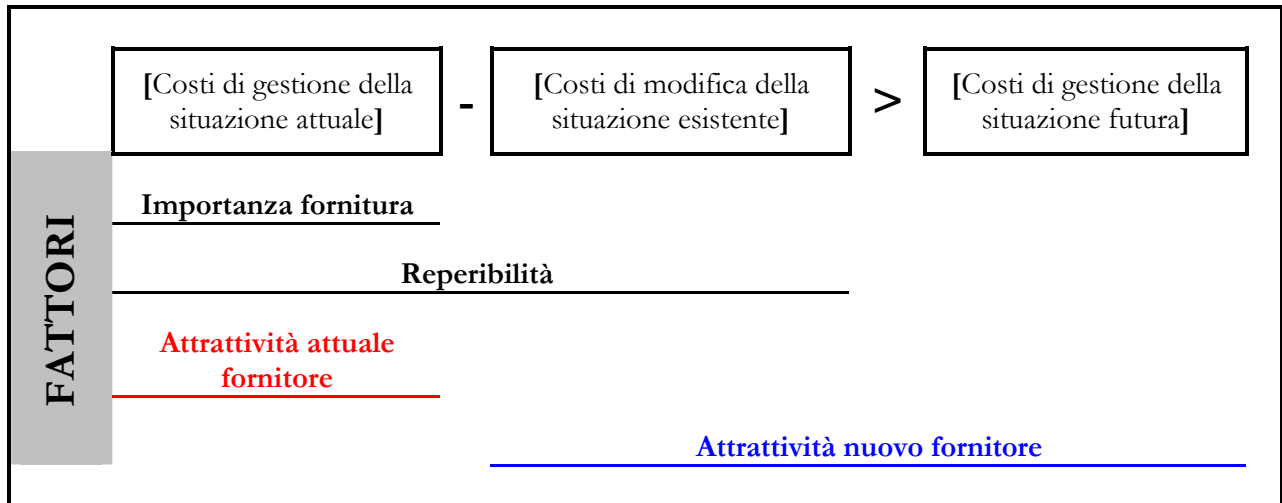 [Costi di gestione della
situazione attuale]
-
[Costi di modifica della
situazione esistente]
>
[Costi di gestione della
situazione futura]
FATTORI
Importanza fornitura
Reperibilità
Attrattività attuale
fornitore
Attrattività nuovo fornitore